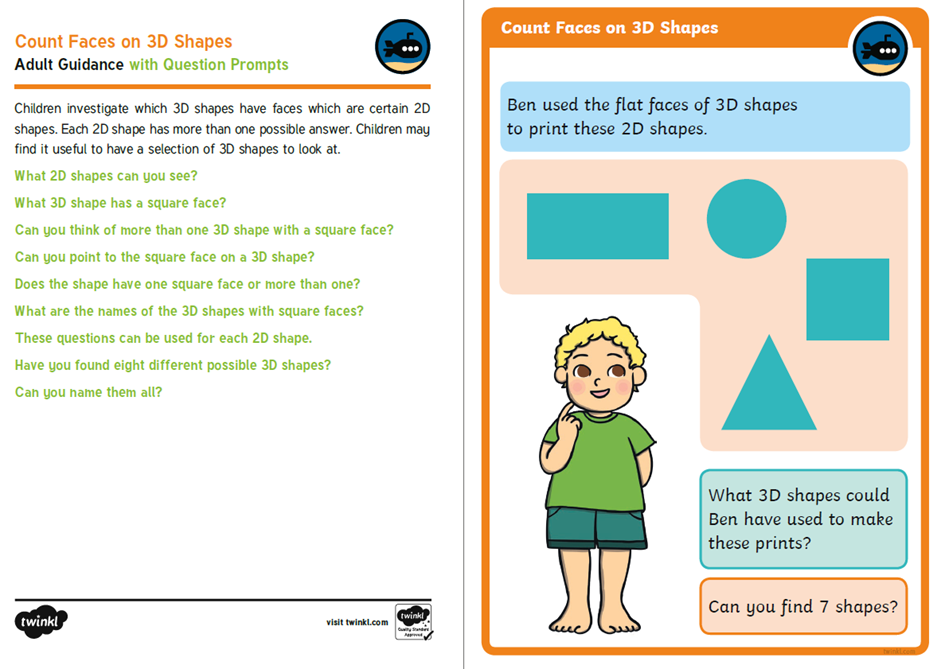 Count Faces on 3D Shapes
Adult Guidance with Question Prompts
Children investigate which 3D shapes have faces which are certain 2D
shapes. Each 2D shape has more than one possible answer. Children may
find it useful to have a selection of 3D shapes to look at.
What 2D shapes can you see?
What 3D shape has a square face?
Can you think of more than one 3D shape with a square face?
Can you point to the square face on a 3D shape?
Does the shape have one square face or more than one?
What are the names of the 3D shapes with square faces?
These questions can be used for each 2D shape.
Have you found eight different possible 3D shapes?
Can you name them all?
twinkl
visit twinkl.com
twinkl
Quality Standard
Approved
Count Faces on 3D Shapes
Ben used the flat faces of 3D shapes
to print these 2D shapes.
What 3D shapes could
Ben have used to make
these prints?
Can you find 7 shapes?
twinkl.com